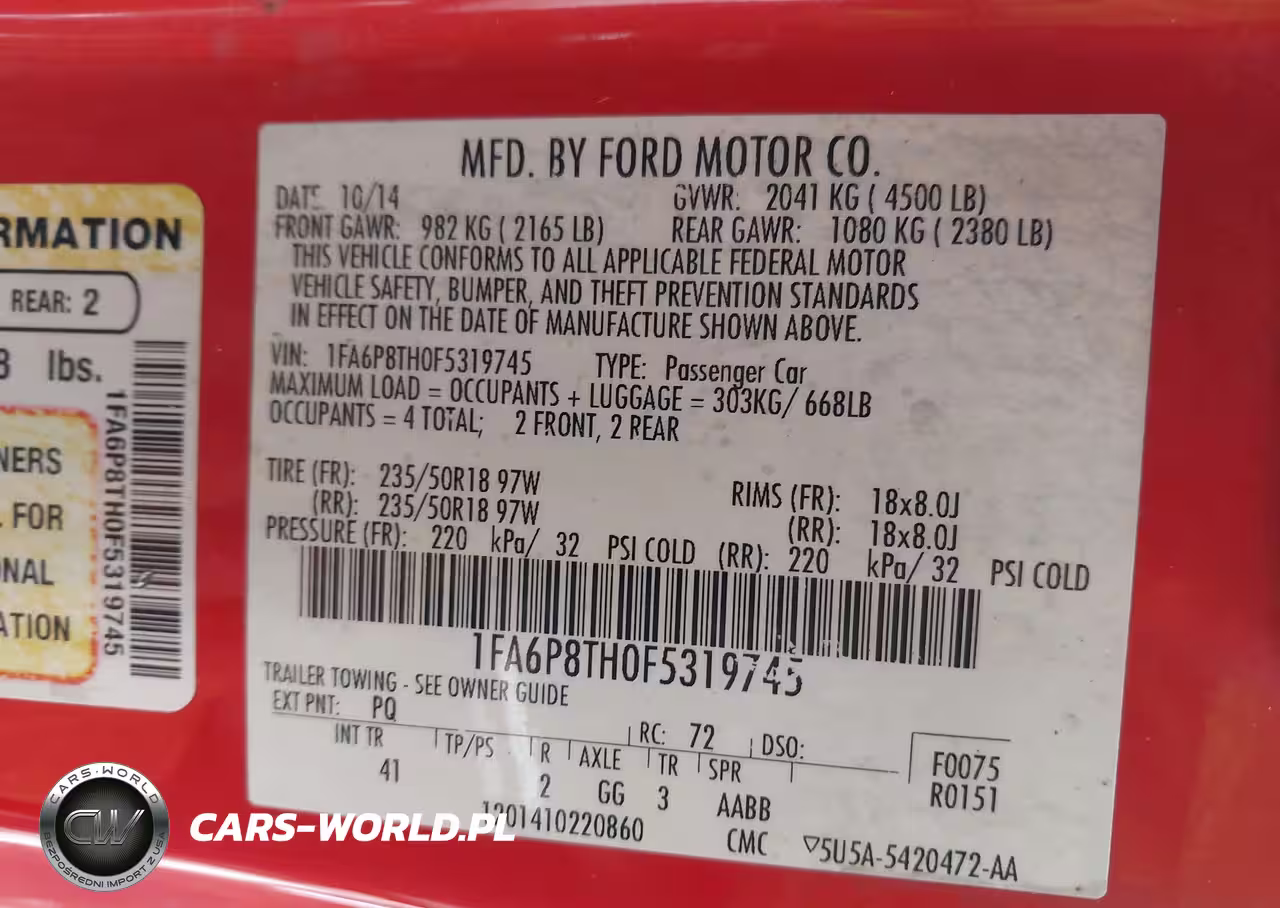 RMATION
REAR: 2
lbs.
NERS
FOR
NAL
ATION
1FA6P8TH0F5319745
MFD. BY FORD MOTOR CO.
DATE 10/14 GVWR: 2041 KG ( 4500 LB)
FRONT GAWR: 982 KG ( 2165 LB) REAR GAWR: 1080 KG ( 2380 LB)
THIS VEHICLE CONFORMS TO ALL APPLICABLE FEDERAL MOTOR
VEHICLE SAFETY, BUMPER, AND THEFT PREVENTION STANDARDS
IN EFFECT ON THE DATE OF MANUFACTURE SHOWN ABOVE.
VIN: 1FA6P8TH0F5319745 TYPE: Passenger Car
MAXIMUM LOAD = OCCUPANTS + LUGGAGE = 303KG/ 668LB
OCCUPANTS = 4 TOTAL; 2 FRONT, 2 REAR
TIRE (FR): 235/50R18 97W RIMS (FR): 18x8.0J
(RR): 235/50R18 97W (RR): 18x8.0J
PRESSURE (FR): 220 kPa/ 32 PSI COLD (RR): 220 kPa/ 32 PSI COLD
1FA6P8TH0F5319745
TRAILER TOWING - SEE OWNER GUIDE
EXT PNT: PQ RC: 72 DSO:
INT TR TP/PS R AXLE TR SPR
41 2 GG 3 AABB
F0075
R0151
1201410220860 CMC ▽5U5A-5420472-AA
CARS-WORLD
CW
BEZPOŚREDNI IMPORT Z USA
CARS-WORLD.PL